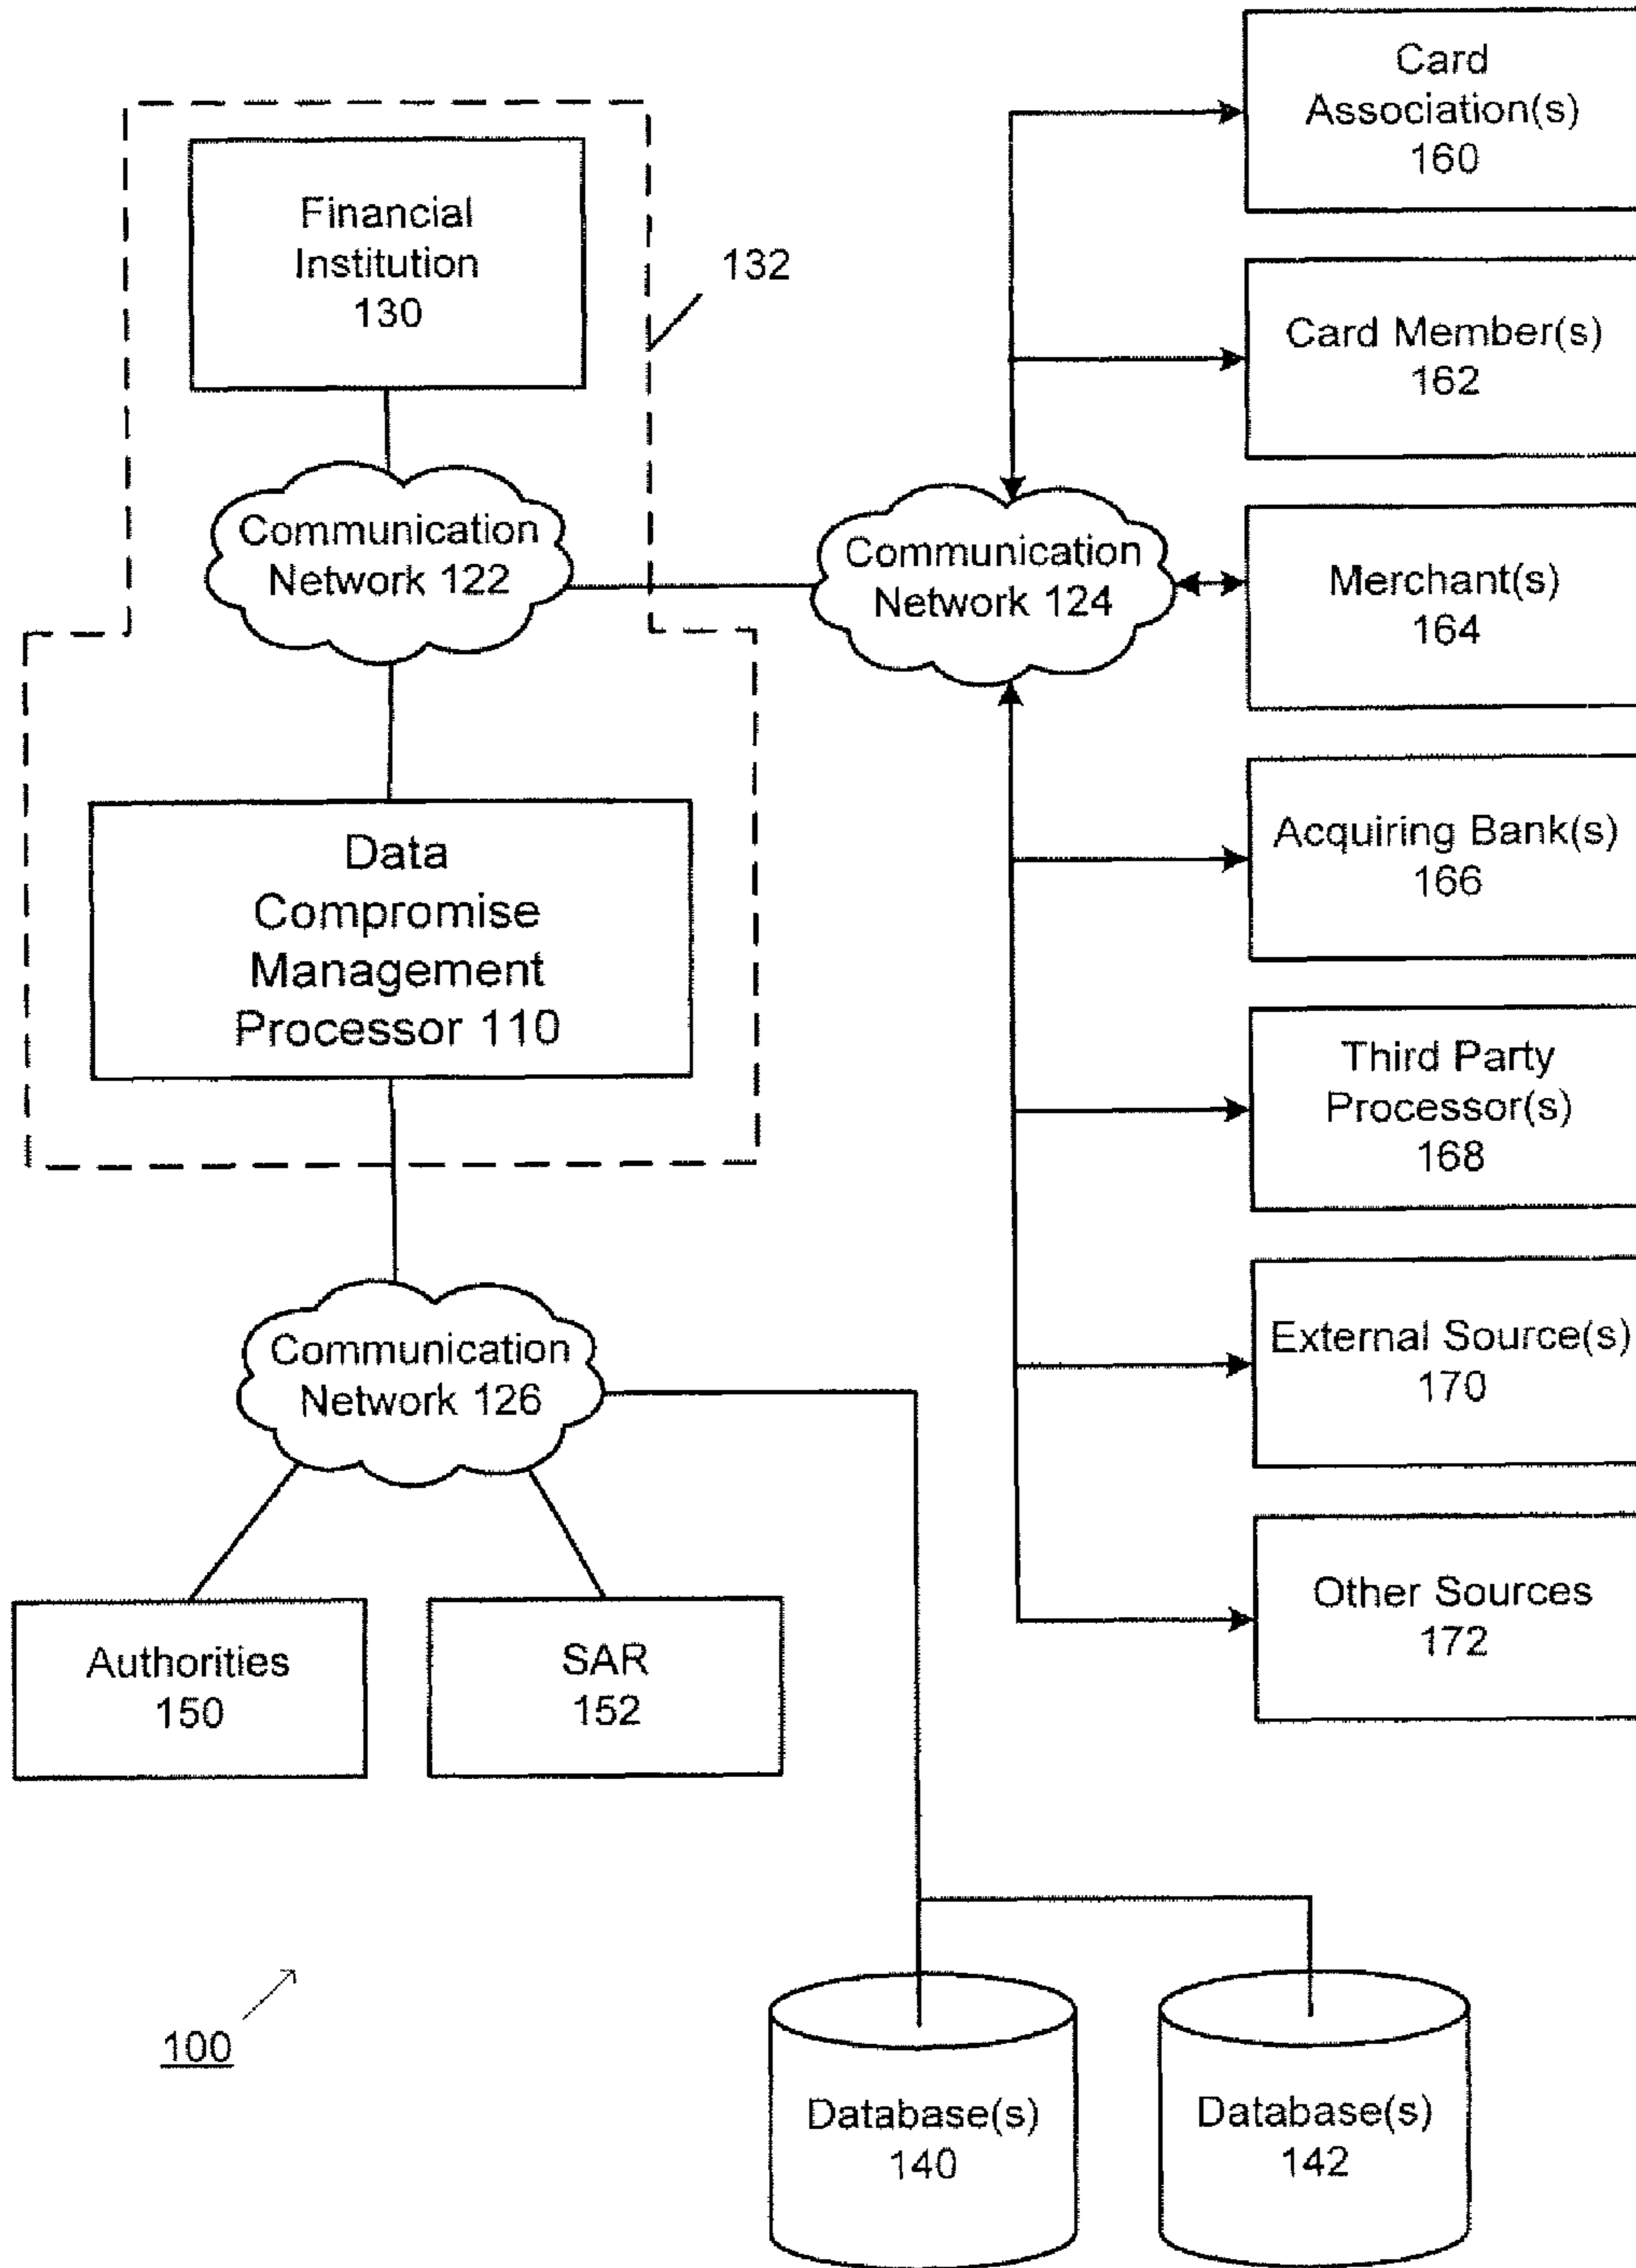 Financial
Institution
130
132
Communication
Network 122
Data
Compromise
Management
Processor 110
Communication
Network 126
Authorities
150
SAR
152
100
Database(s)
140
Database(s)
142
Communication
Network 124
Card
Association(s)
160
Card Member(s)
162
Merchant(s)
164
Acquiring Bank(s)
166
Third Party
Processor(s)
168
External Source(s)
170
Other Sources
172